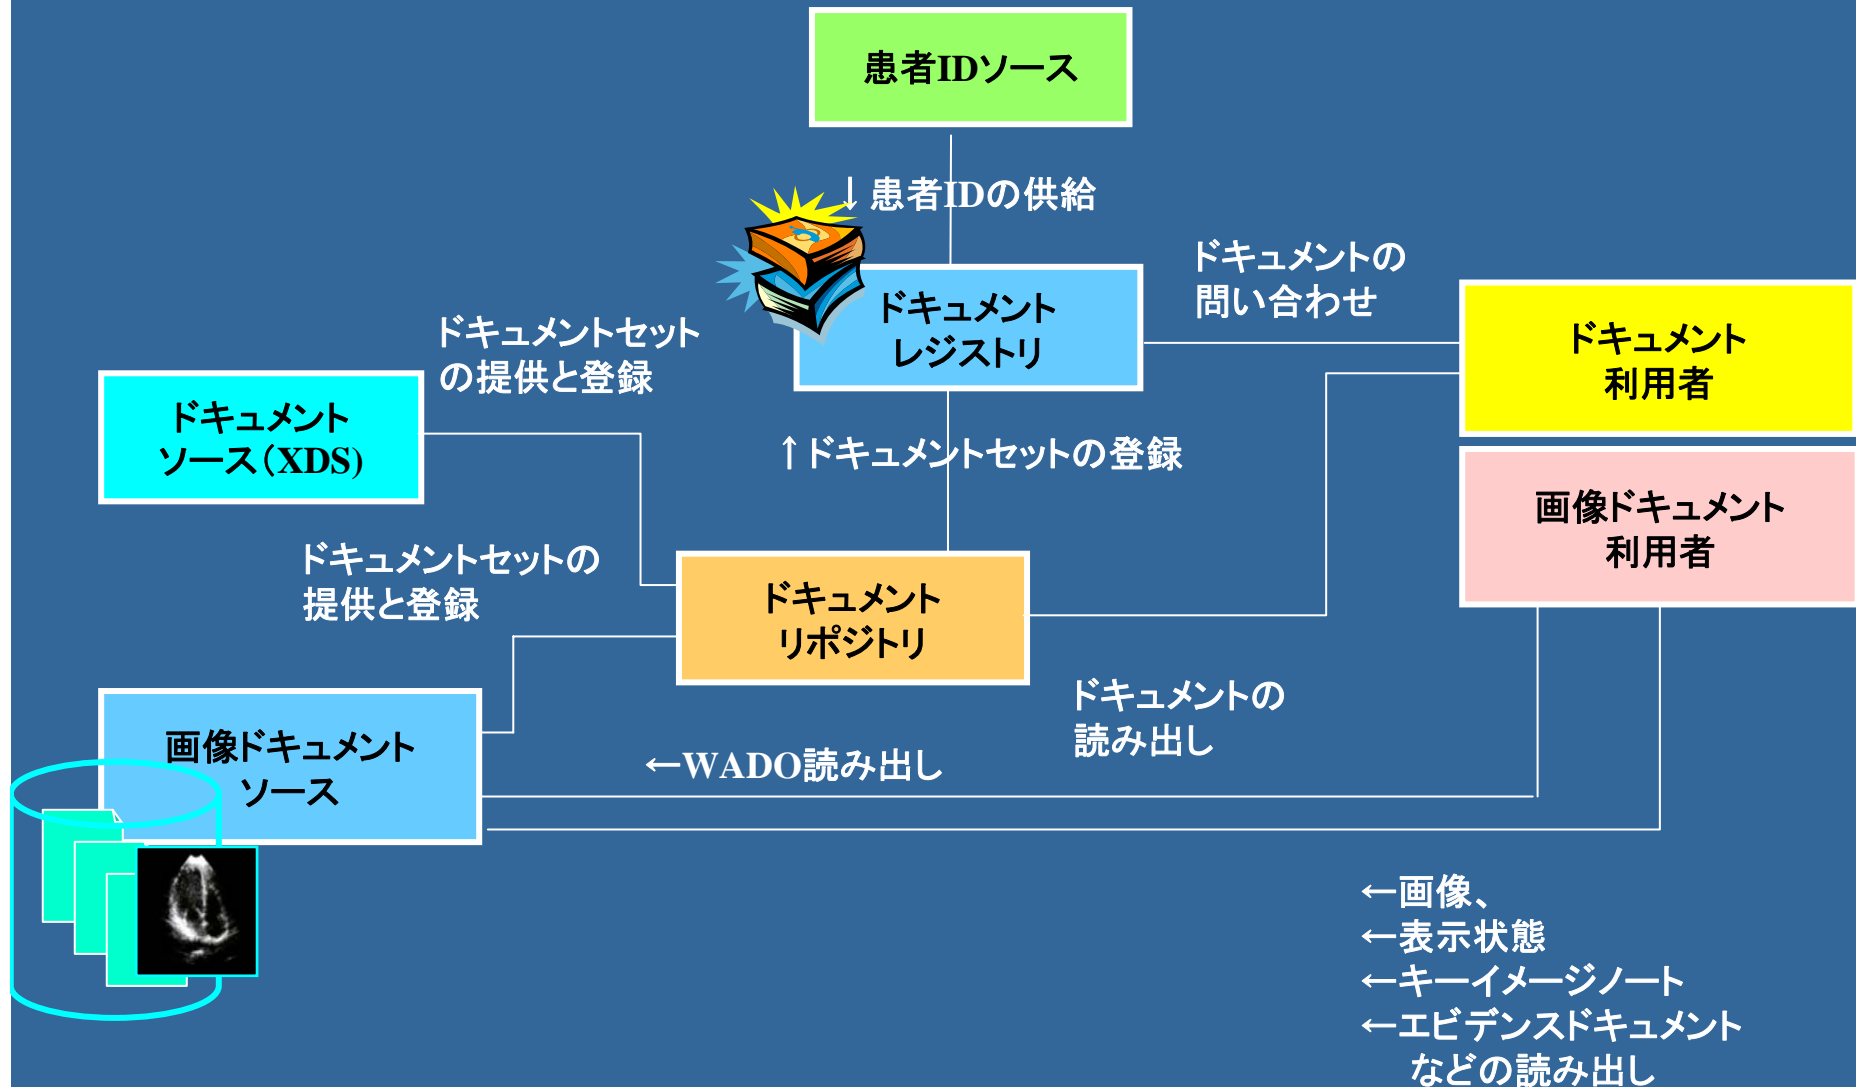 患者IDソース
↓患者IDの供給
ドキュメントの
問い合わせ
ドキュメント
レジストリ
ドキュメント
利用者
ドキュメントセット
の提供と登録
ドキュメント
ソース（XDS)
↑ドキュメントセットの登録
画像ドキュメント
利用者
ドキュメントセットの
提供と登録
ドキュメント
リポジトリ
ドキュメントの
読み出し
画像ドキュメント
ソース
←WADO読み出し
←画像、
←表示状態
←キーイメージノート
←エビデンスドキュメント
などの読み出し